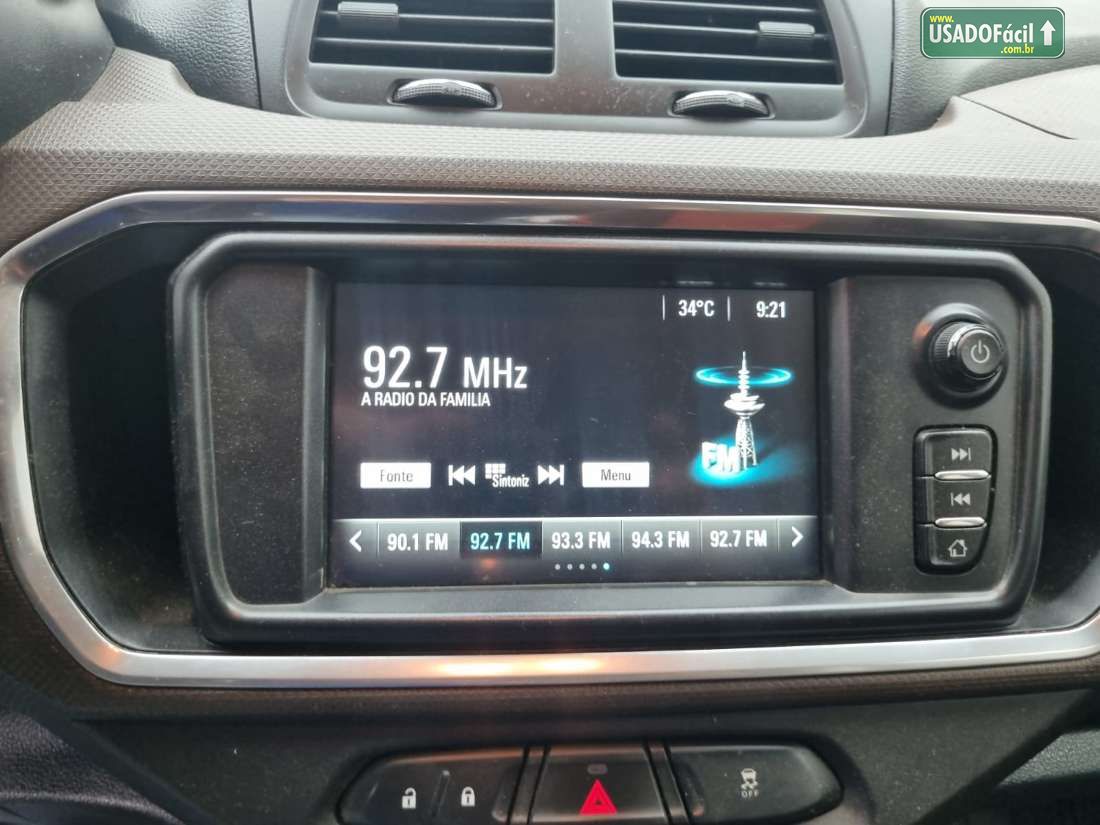 www.
USADOFácil
.com.br
34°C 9:21
92.7 MHz
A RADIO DA FAMILIA
FM
Fonte Sintoniz Menu
90.1 FM 92.7 FM 93.3 FM 94.3 FM 92.7 FM
OFF